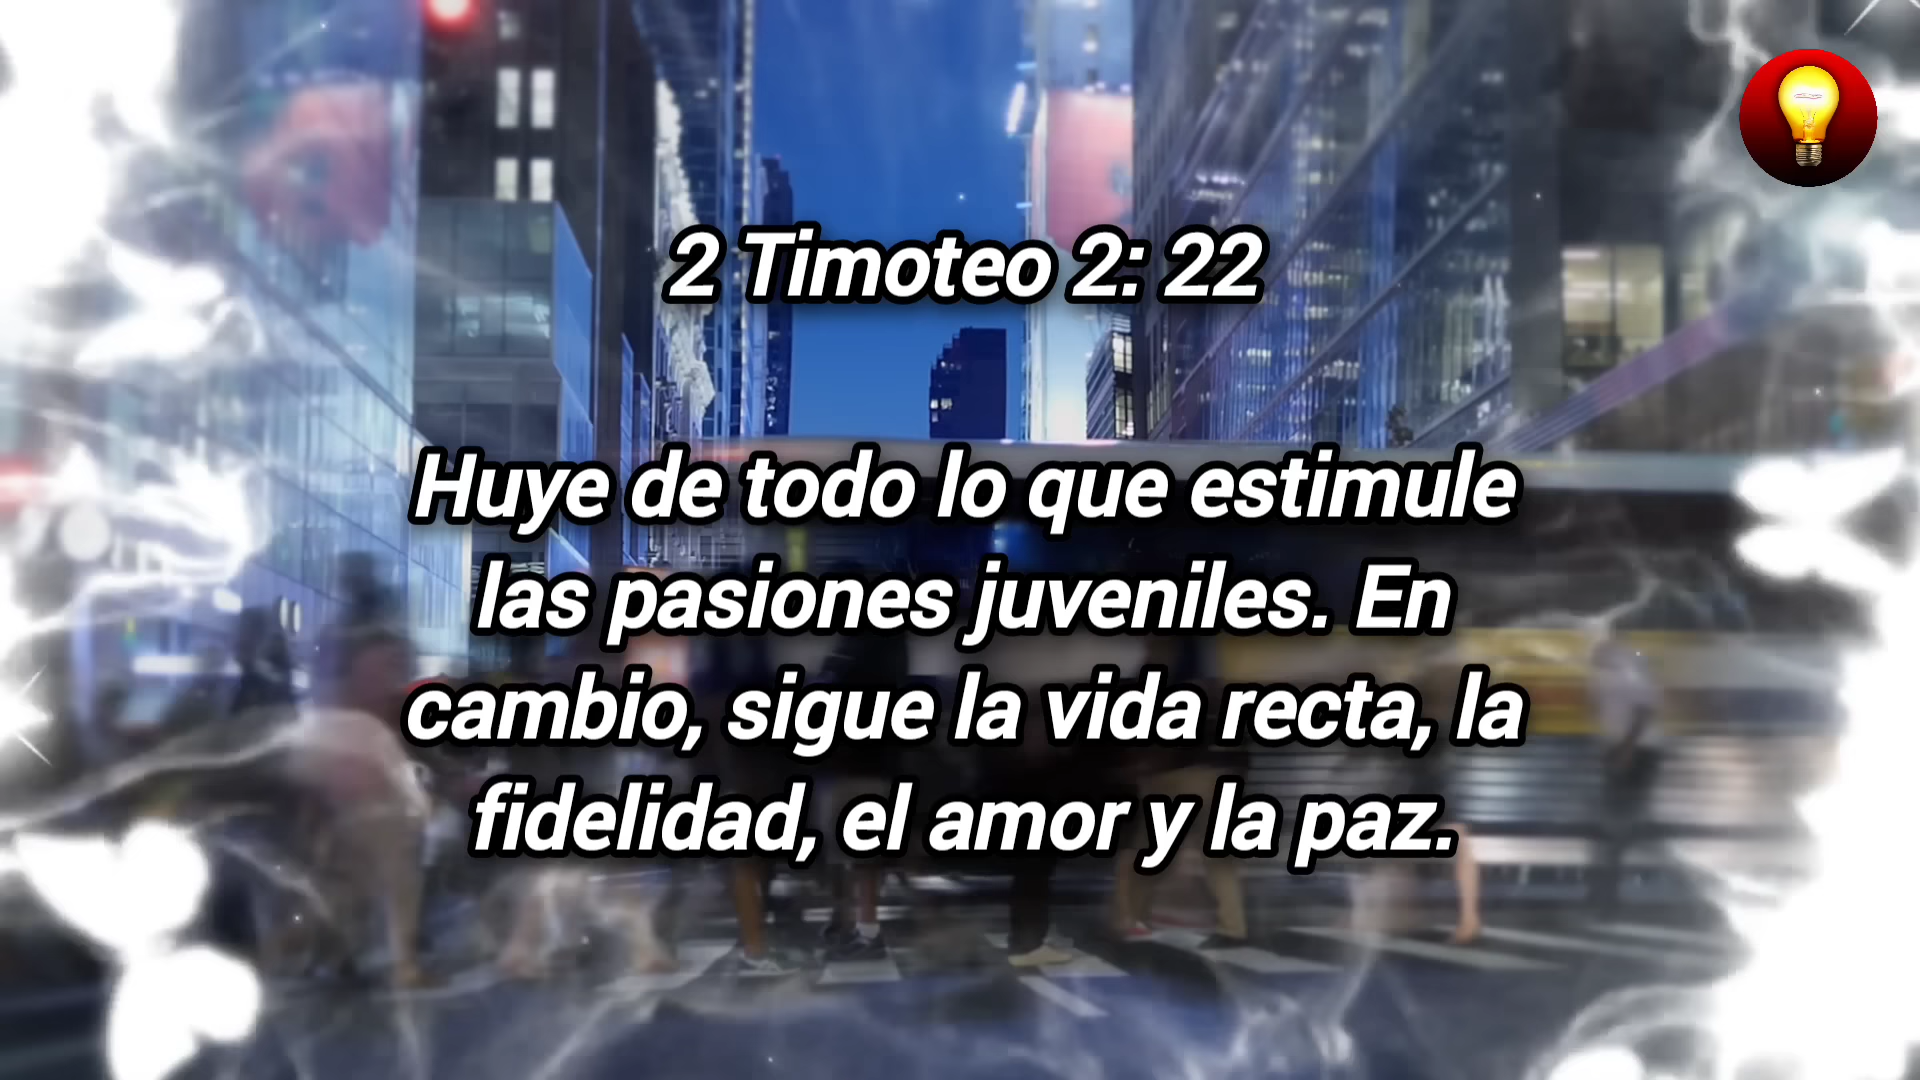 2 Timoteo 2: 22
Huye de todo lo que estimule
las pasiones juveniles. En
cambio, sigue la vida recta, la
fidelidad, el amor y la paz.